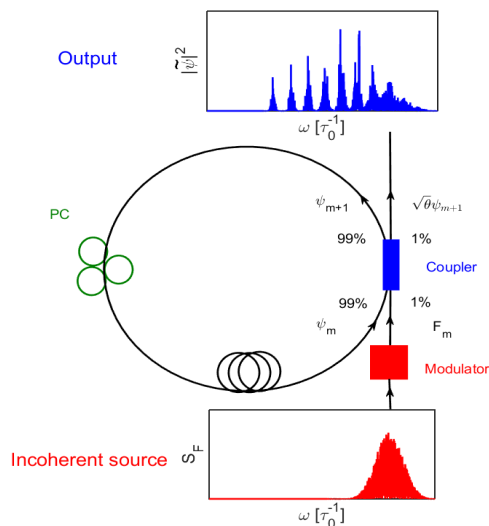 Output
|ψ̃|²
ω [τ₀⁻¹]
PC
ψₘ₊₁
√θψₘ₊₁
99%
1%
Coupler
99%
1%
ψₘ
Fₘ
Modulator
Incoherent source
S_F
ω [τ₀⁻¹]